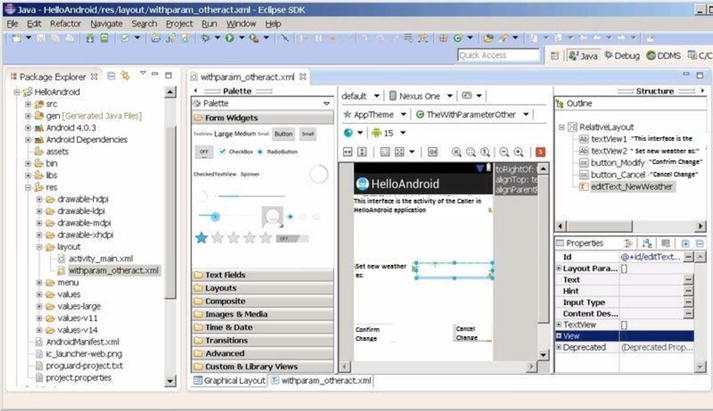 Java - HelloAndroid/res/layout/withparam_otheract.xml - Eclipse SDK
File Edit Refactor Navigate Search Project Run Window Help
Quick Access
Java Debug DDMS C/C
Package Explorer
HelloAndroid
src
gen [Generated Java Files]
Android 4.0.3
Android Dependencies
assets
bin
libs
res
drawable-hdpi
drawable-ldpi
drawable-mdpi
drawable-xhdpi
layout
activity_main.xml
withparam_otheract.xml
menu
values
values-large
values-v11
values-v14
AndroidManifest.xml
ic_launcher-web.png
proguard-project.txt
project.properties
withparam_otheract.xml
Palette
Palette
Form Widgets
TextView Large Medium Small Button Small
OFF CheckBox RadioButton
CheckedTextView Spinner
OFF
Text Fields
Layouts
Composite
Images & Media
Time & Date
Transitions
Advanced
Custom & Library Views
Graphical Layout withparam_otheract.xml
default Nexus One
AppTheme TheWithParameterOther
15
HelloAndroid
toRightOf:
alignTop: te
alignParentR
This interface is the activity of the Caller in
HelloAndroid application
Set new weather
as:
Confirm
Change
Cancel
Change
Structure
Outline
RelativeLayout
textView1 "This interface is the
textView2 "Set new weather as:"
button_Modify "Confirm Change"
button_Cancel "Cancel Change"
editText_NewWeather
Properties
Id @+id/editText...
Layout Para... []
Text
Hint
Input Type
Content Des...
TextView []
View
Deprecated (Deprecated Prop...